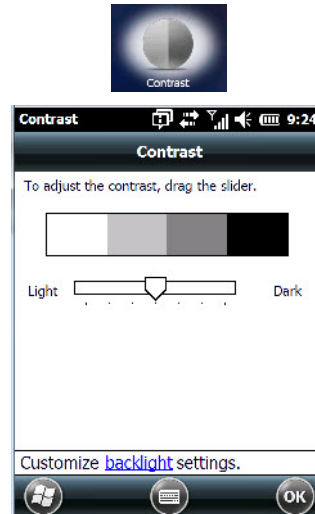 Contrast
Contrast 9:24
Contrast
To adjust the contrast, drag the slider.
Light Dark
Customize backlight settings.
OK